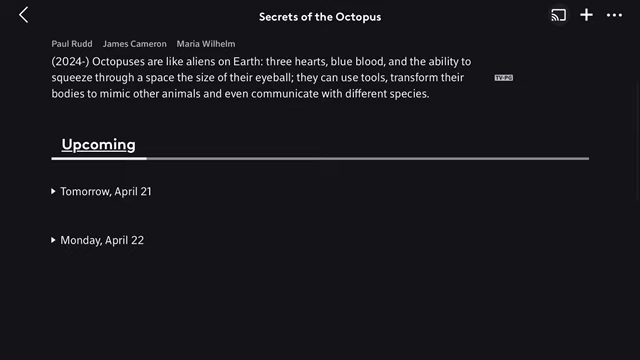 Secrets of the Octopus
Paul Rudd James Cameron Maria Wilhelm
(2024-) Octopuses are like aliens on Earth: three hearts, blue blood, and the ability to
squeeze through a space the size of their eyeball; they can use tools, transform their
bodies to mimic other animals and even communicate with different species.
TV-PG
Upcoming
Tomorrow, April 21
Monday, April 22